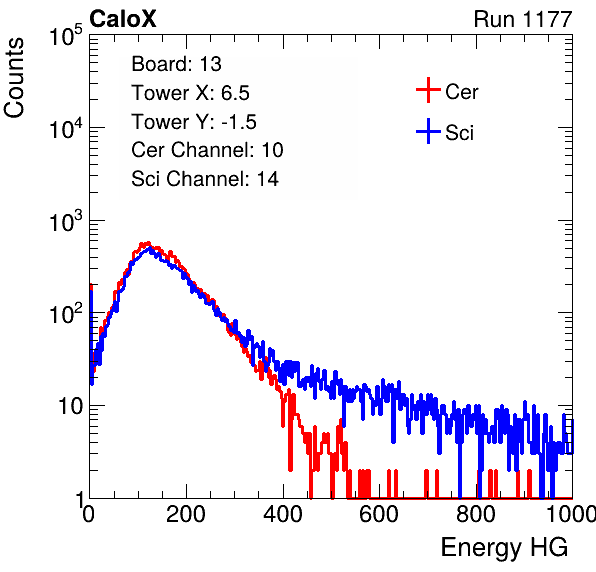 CaloX Run 1177
Counts
Board: 13
Tower X: 6.5
Tower Y: -1.5
Cer Channel: 10
Sci Channel: 14
Cer
Sci
10^5
10^4
10^3
10^2
10
1
0 200 400 600 800 1000
Energy HG